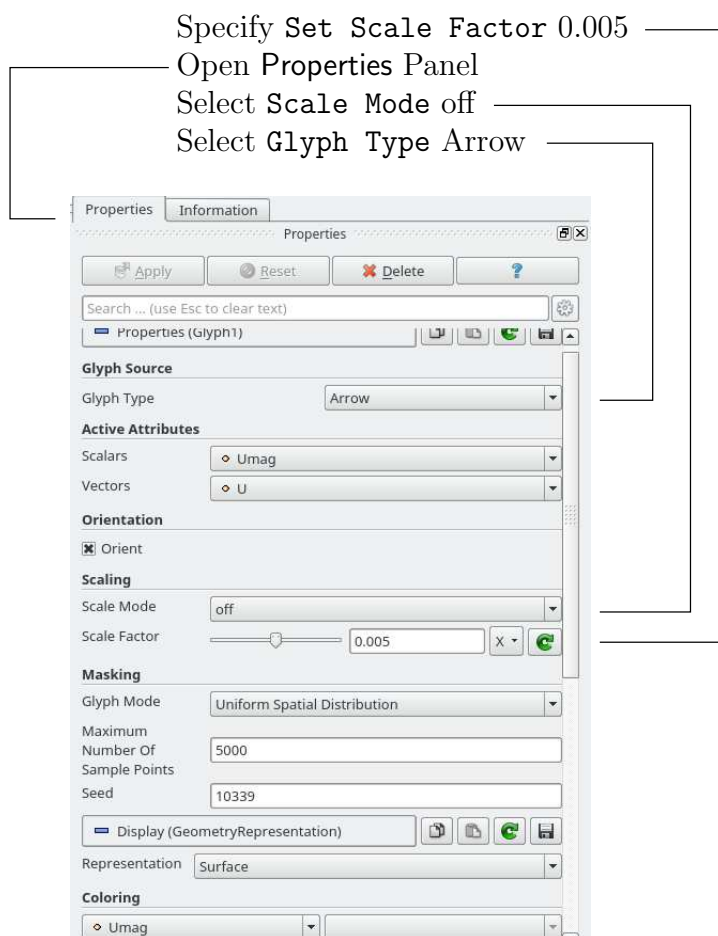 Specify Set Scale Factor 0.005
Open Properties Panel
Select Scale Mode off
Select Glyph Type Arrow
Properties Information
Properties
Apply Reset Delete ?
Search ... (use Esc to clear text)
Properties (Glyph1)
Glyph Source
Glyph Type Arrow
Active Attributes
Scalars Umag
Vectors U
Orientation
Orient
Scaling
Scale Mode off
Scale Factor 0.005 X
Masking
Glyph Mode Uniform Spatial Distribution
Maximum
Number Of 5000
Sample Points
Seed 10339
Display (GeometryRepresentation)
Representation Surface
Coloring
Umag